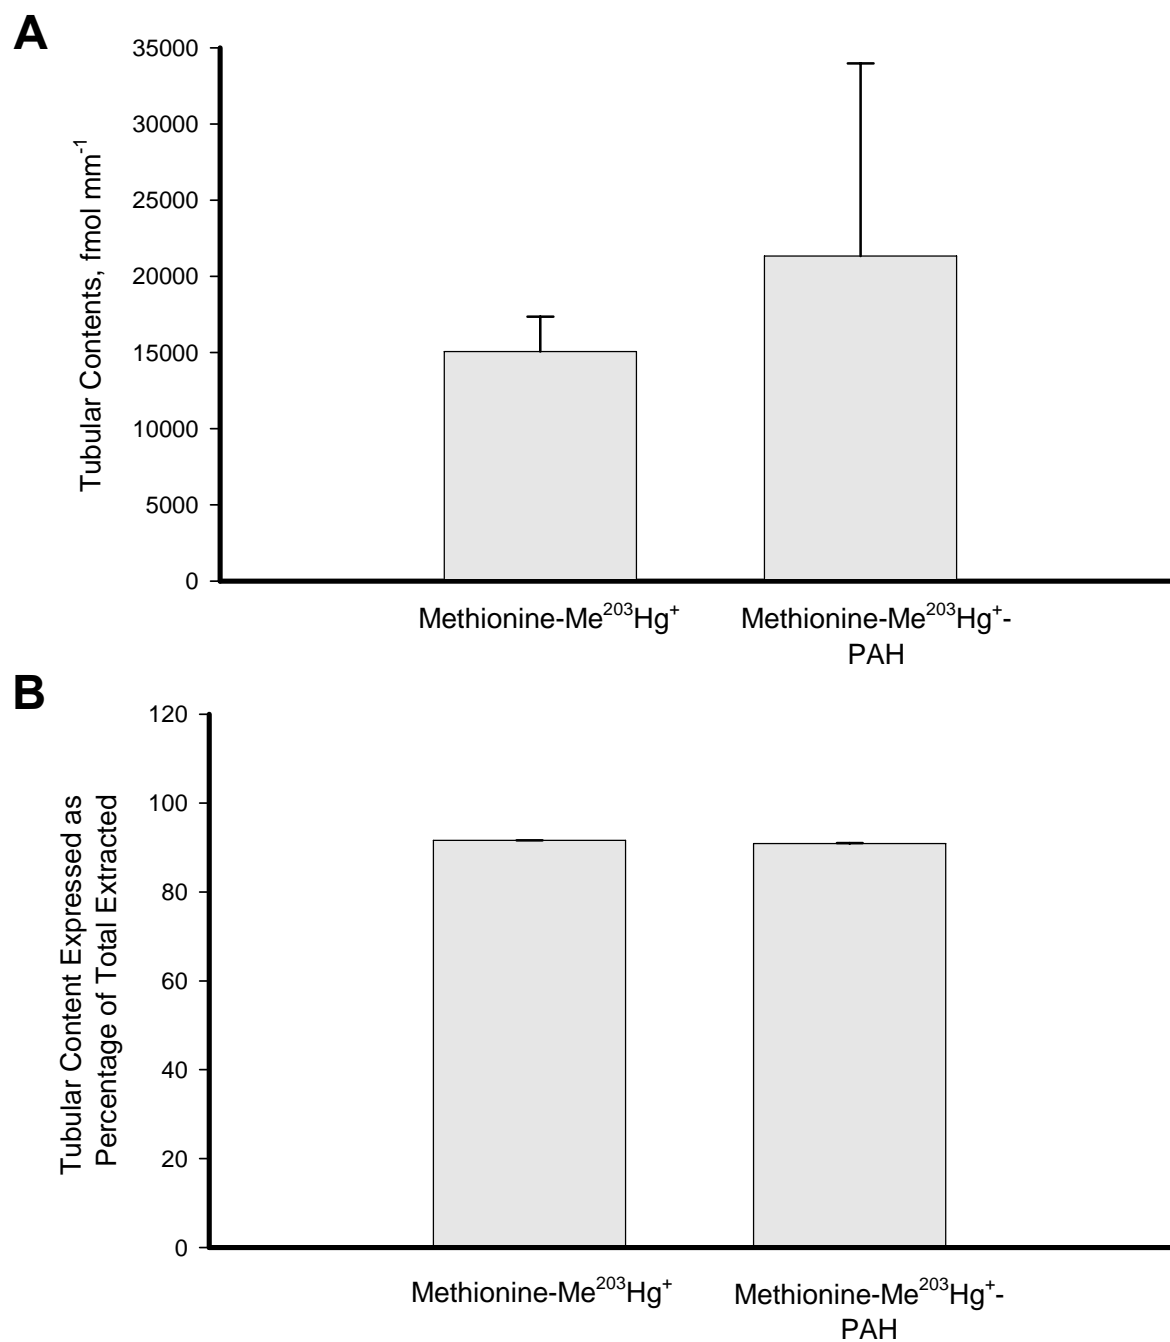 A
35000
30000
25000
20000
15000
10000
5000
0
Tubular Contents, fmol mm⁻¹
Methionine-Me²⁰³Hg⁺
Methionine-Me²⁰³Hg⁺-
PAH
B
120
100
80
60
40
20
0
Tubular Content Expressed as
Percentage of Total Extracted
Methionine-Me²⁰³Hg⁺
Methionine-Me²⁰³Hg⁺-
PAH